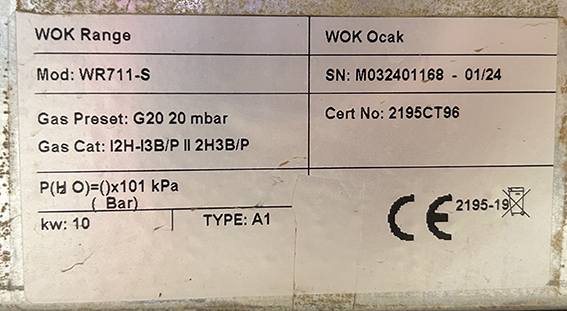 WOK Range
WOK Ocak
Mod: WR711-S
SN: M032401168 - 01/24
Gas Preset: G20 20 mbar
Cert No: 2195CT96
Gas Cat: I2H-I3B/P II 2H3B/P
P(H O)=()x101 kPa
( Bar)
kw: 10
TYPE: A1
CE 2195-19